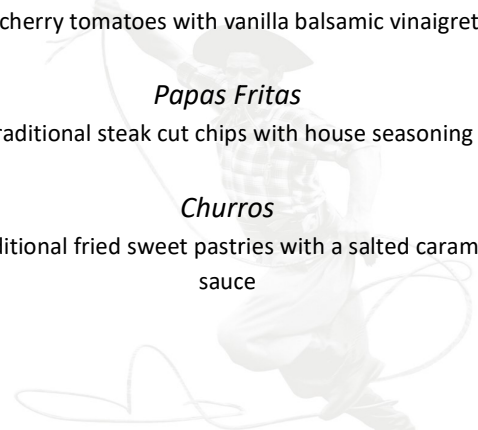 cherry tomatoes with vanilla balsamic vinaigret
Papas Fritas
raditional steak cut chips with house seasoning
Churros
ditional fried sweet pastries with a salted caram
sauce